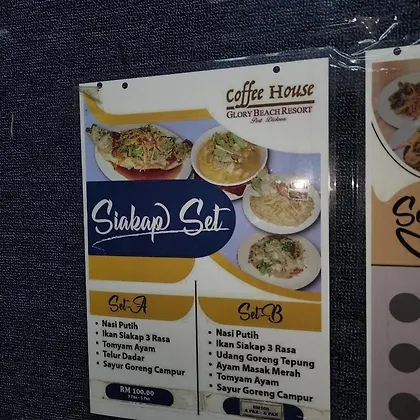 Coffee House
GLORY BEACH RESORT
Port Dickson
Siakap Set
Set-A
• Nasi Putih
• Ikan Siakap 3 Rasa
• Tomyam Ayam
• Telur Dadar
• Sayur Goreng Campur
RM 100.00
Set-B
• Nasi Putih
• Ikan Siakap 3 Rasa
• Udang Goreng Tepung
• Ayam Masak Merah
• Tomyam Ayam
• Sayur Goreng Campur